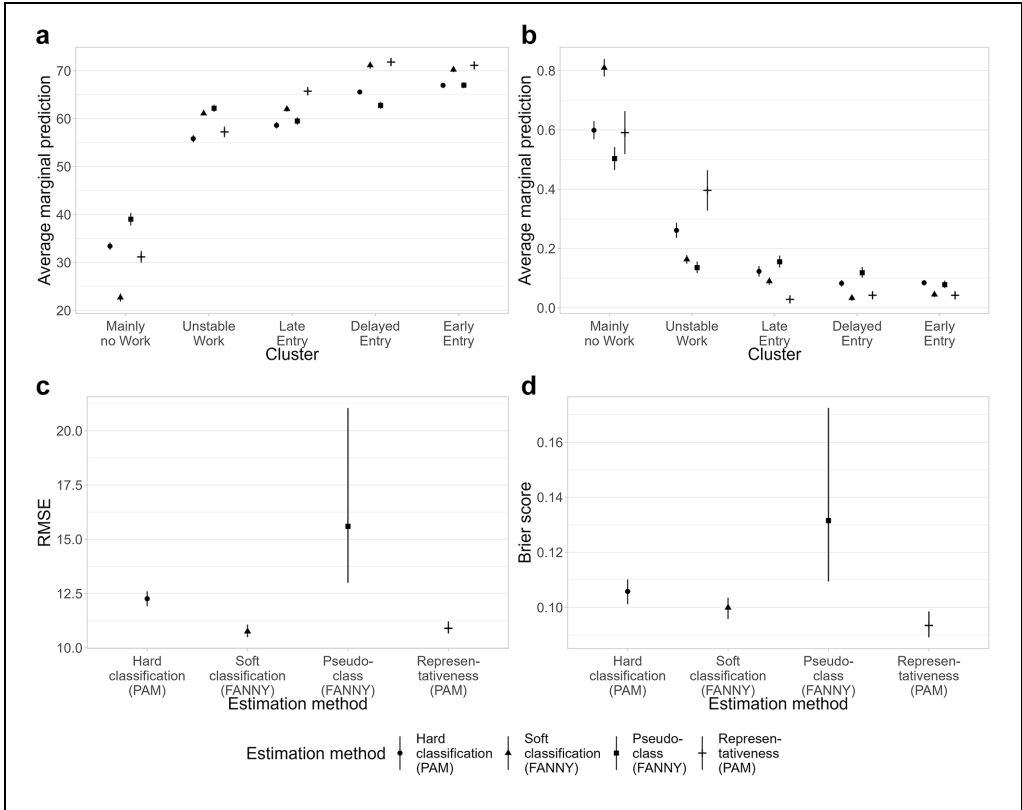 a
Average marginal prediction
70
60
50
40
30
20
Mainly
no Work
Unstable
Work
Late
Entry
Delayed
Entry
Early
Entry
Cluster
b
Average marginal prediction
0.8
0.6
0.4
0.2
0.0
Mainly
no Work
Unstable
Work
Late
Entry
Delayed
Entry
Early
Entry
Cluster
c
RMSE
20.0
17.5
15.0
12.5
10.0
Hard
classification
(PAM)
Soft
classification
(FANNY)
Pseudo-
class
(FANNY)
Represen-
tativeness
(PAM)
Estimation method
d
Brier score
0.16
0.14
0.12
0.10
Hard
classification
(PAM)
Soft
classification
(FANNY)
Pseudo-
class
(FANNY)
Represen-
tativeness
(PAM)
Estimation method
Estimation method
Hard
classification
(PAM)
Soft
classification
(FANNY)
Pseudo-
class
(FANNY)
Represen-
tativeness
(PAM)